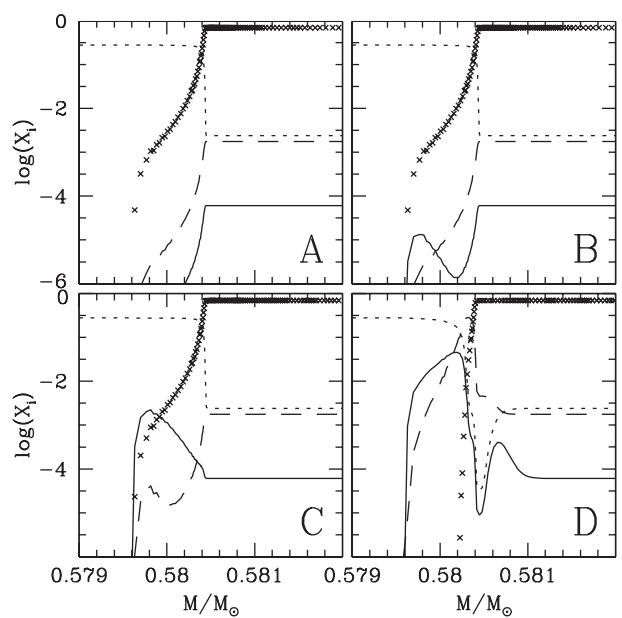 0
−2
−4
−6
log(X_i)
A
B
0
−2
−4
log(X_i)
C
D
0.579 0.58 0.581 0.579 0.58 0.581
M/M_☉ M/M_☉